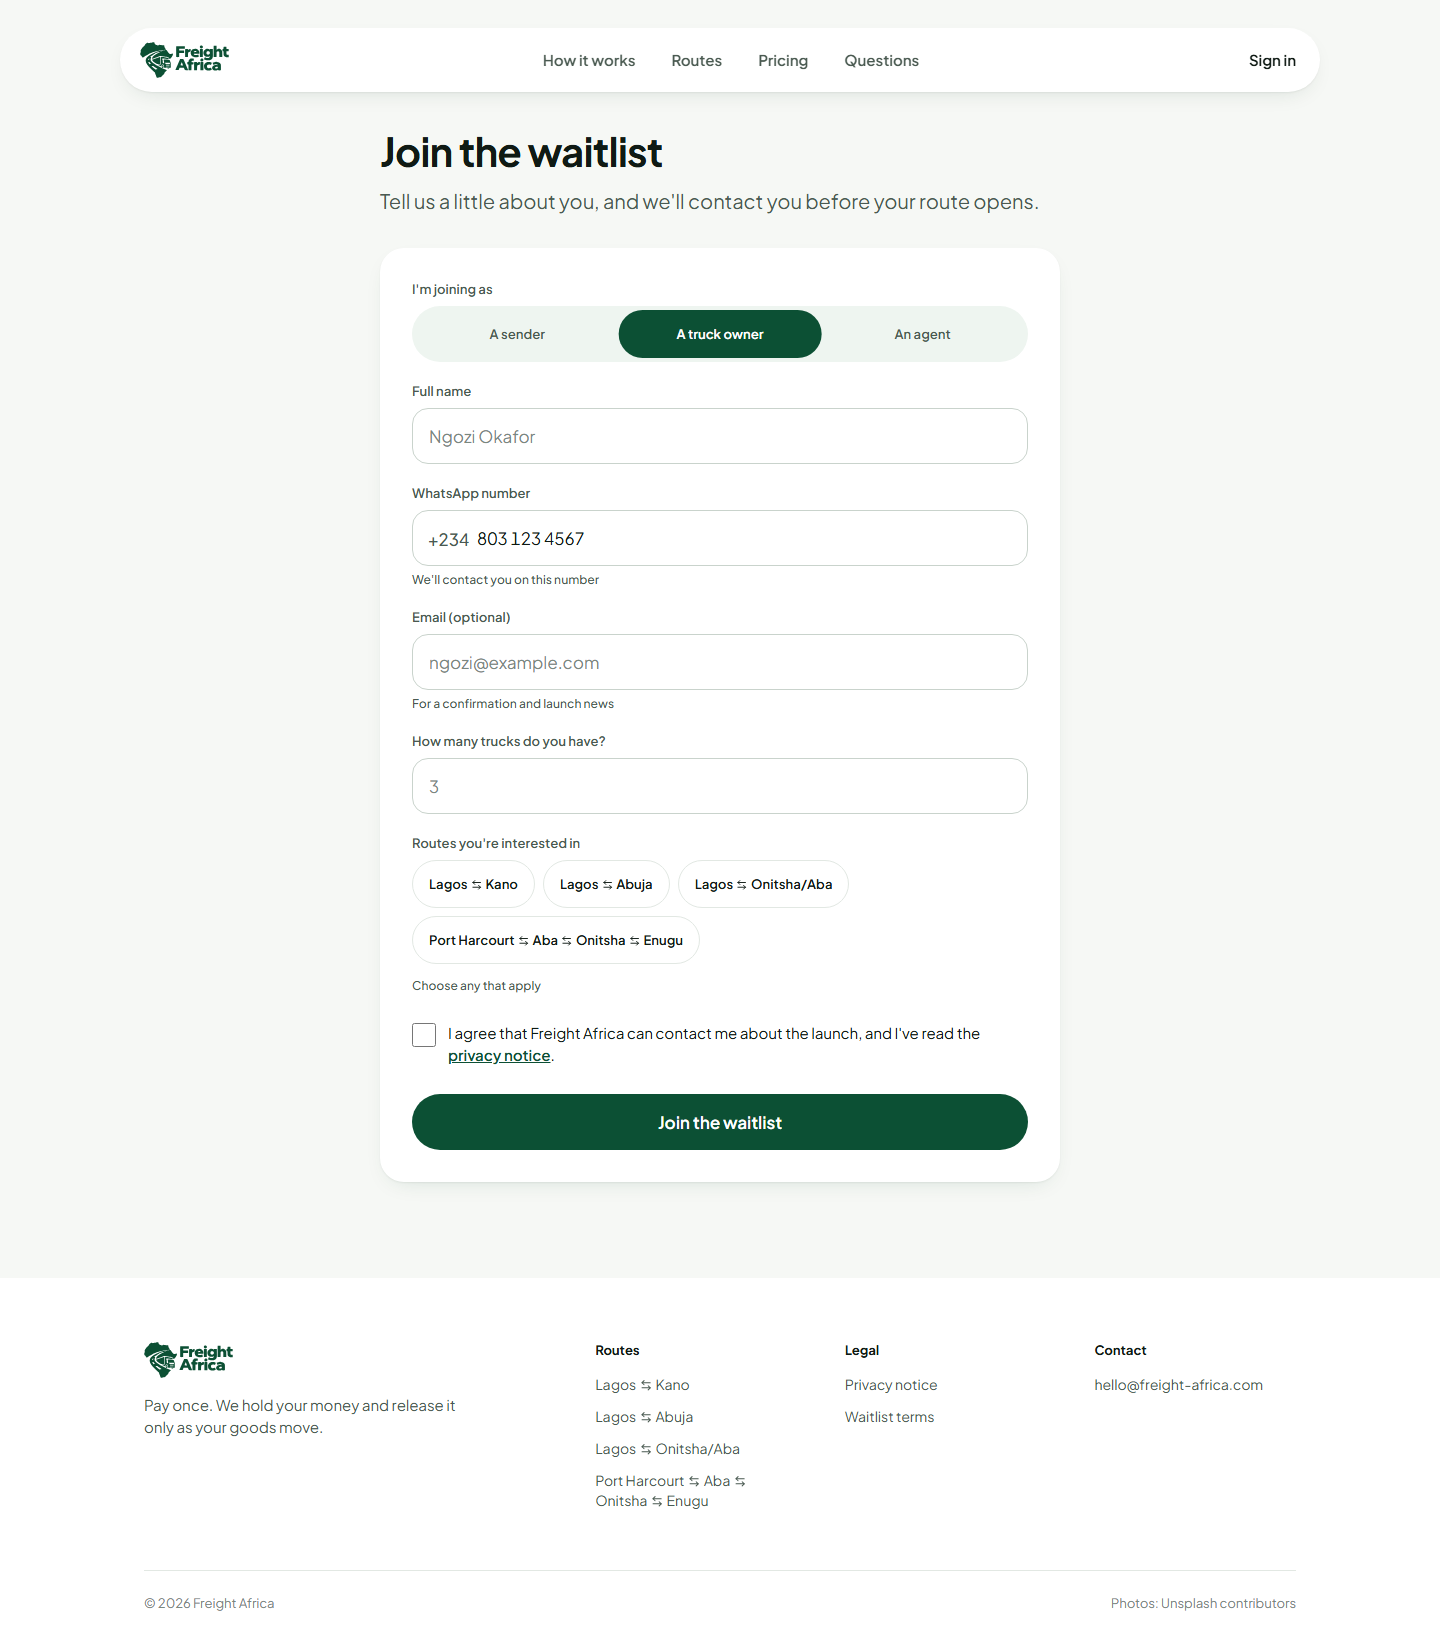 Freight Africa
How it works
Routes
Pricing
Questions
Sign in
Join the waitlist
Tell us a little about you, and we'll contact you before your route opens.
I'm joining as
A sender
A truck owner
An agent
Full name
Ngozi Okafor
WhatsApp number
+234 803 123 4567
We'll contact you on this number
Email (optional)
ngozi@example.com
For a confirmation and launch news
How many trucks do you have?
3
Routes you're interested in
Lagos ⇆ Kano
Lagos ⇆ Abuja
Lagos ⇆ Onitsha/Aba
Port Harcourt ⇆ Aba ⇆ Onitsha ⇆ Enugu
Choose any that apply
I agree that Freight Africa can contact me about the launch, and I've read the
privacy notice.
Join the waitlist
Freight Africa
Pay once. We hold your money and release it
only as your goods move.
Routes
Lagos ⇆ Kano
Lagos ⇆ Abuja
Lagos ⇆ Onitsha/Aba
Port Harcourt ⇆ Aba ⇆
Onitsha ⇆ Enugu
Legal
Privacy notice
Waitlist terms
Contact
hello@freight-africa.com
© 2026 Freight Africa
Photos: Unsplash contributors